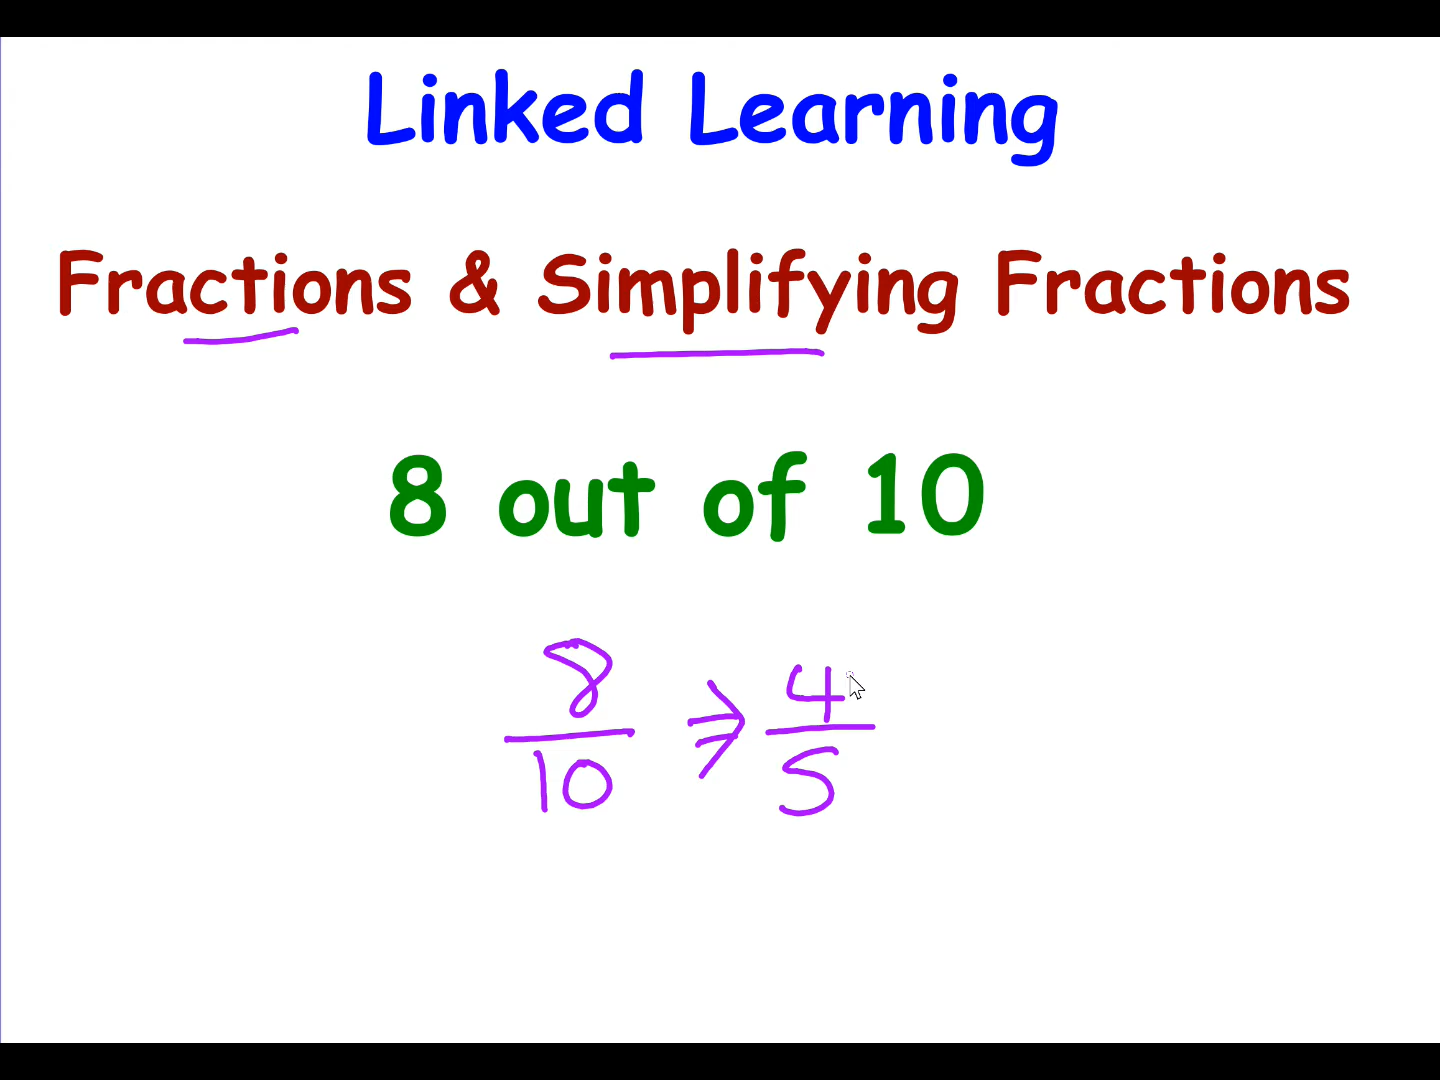 Linked Learning
Fractions & Simplifying Fractions
8 out of 10
8/10 ⇒ 4/5